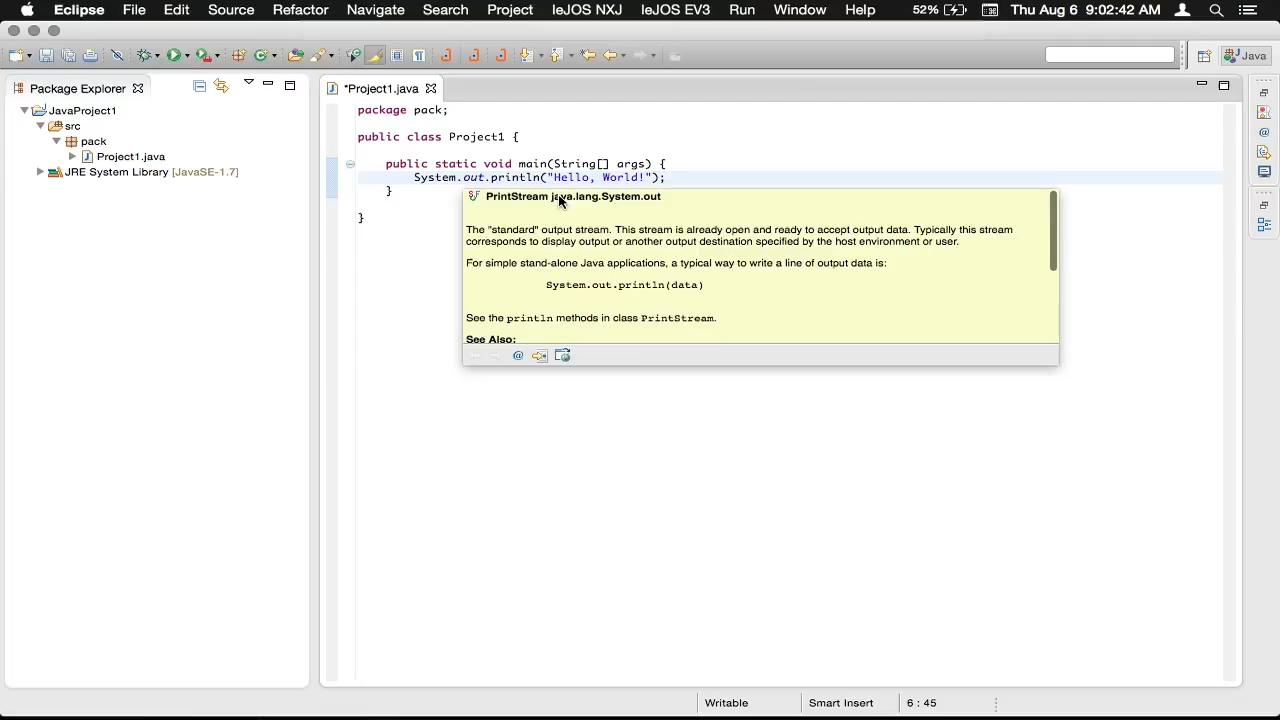 Eclipse File Edit Source Refactor Navigate Search Project leJOS NXJ leJOS EV3 Run Window Help 52% Thu Aug 6 9:02:42 AM
Java
Package Explorer
*Project1.java
JavaProject1
src
pack
Project1.java
JRE System Library [JavaSE-1.7]
package pack;
public class Project1 {
public static void main(String[] args) {
System.out.println("Hello, World!");
}
}
PrintStream java.lang.System.out
The "standard" output stream. This stream is already open and ready to accept output data. Typically this stream
corresponds to display output or another output destination specified by the host environment or user.
For simple stand-alone Java applications, a typical way to write a line of output data is:
System.out.println(data)
See the println methods in class PrintStream.
See Also:
Writable Smart Insert 6 : 45